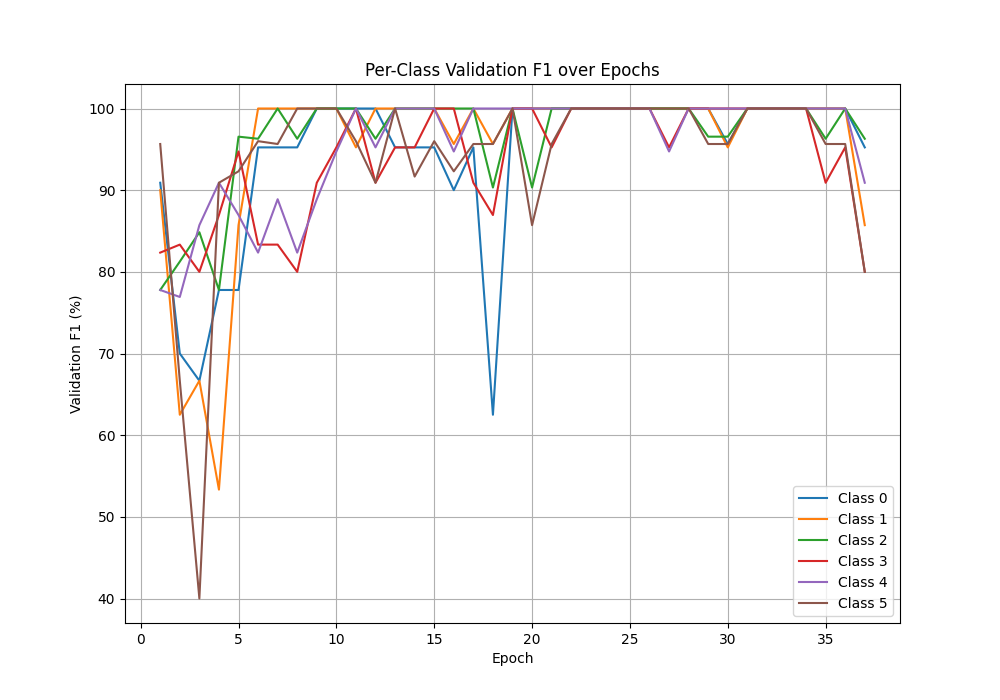 Per-Class Validation F1 over Epochs
Validation F1 (%)
100
90
80
70
60
50
40
0 5 10 15 20 25 30 35
Epoch
Class 0
Class 1
Class 2
Class 3
Class 4
Class 5